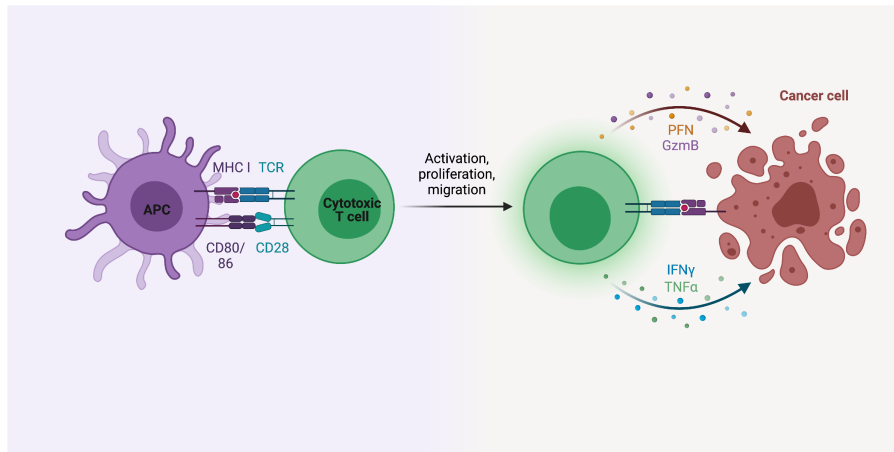 Cancer cell
PFN
GzmB
MHC I TCR
Activation,
proliferation,
migration
APC
Cytotoxic
T cell
CD80/
86
CD28
IFNγ
TNFα